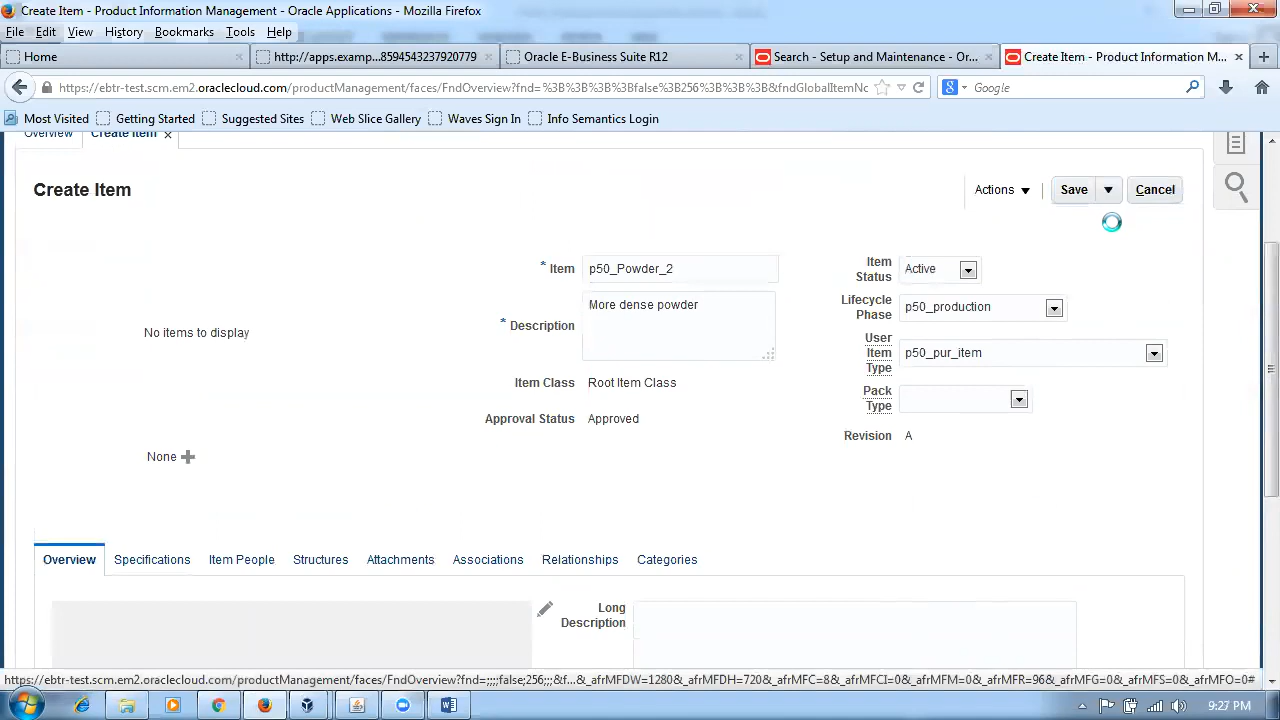 Create Item - Product Information Management - Oracle Applications - Mozilla Firefox
File Edit View History Bookmarks Tools Help
Home
http://apps.examp...8594543237920779
Oracle E-Business Suite R12
Search - Setup and Maintenance - Or...
Create Item - Product Information M...
https://ebtr-test.scm.em2.oraclecloud.com/productManagement/faces/FndOverview?fnd=%3B%3B%3B%3Bfalse%3B256%3B%3B%3B&fndGlobalItemNc
Google
Most Visited Getting Started Suggested Sites Web Slice Gallery Waves Sign In Info Semantics Login
Overview Create Item
Create Item
Actions Save Cancel
* Item p50_Powder_2
Item Status Active
* Description More dense powder
Lifecycle Phase p50_production
No items to display
User Item Type p50_pur_item
Item Class Root Item Class
Pack Type
Approval Status Approved
Revision A
None
Overview Specifications Item People Structures Attachments Associations Relationships Categories
Long Description
https://ebtr-test.scm.em2.oraclecloud.com/productManagement/faces/FndOverview?fnd=;;;;false;256;;;&f..._afrMFDW=1280&_afrMFDH=720&_afrMFC=8&_afrMFCI=0&_afrMFM=0&_afrMFR=96&_afrMFG=0&_afrMFS=0&_afrMFO=0#
9:27 PM